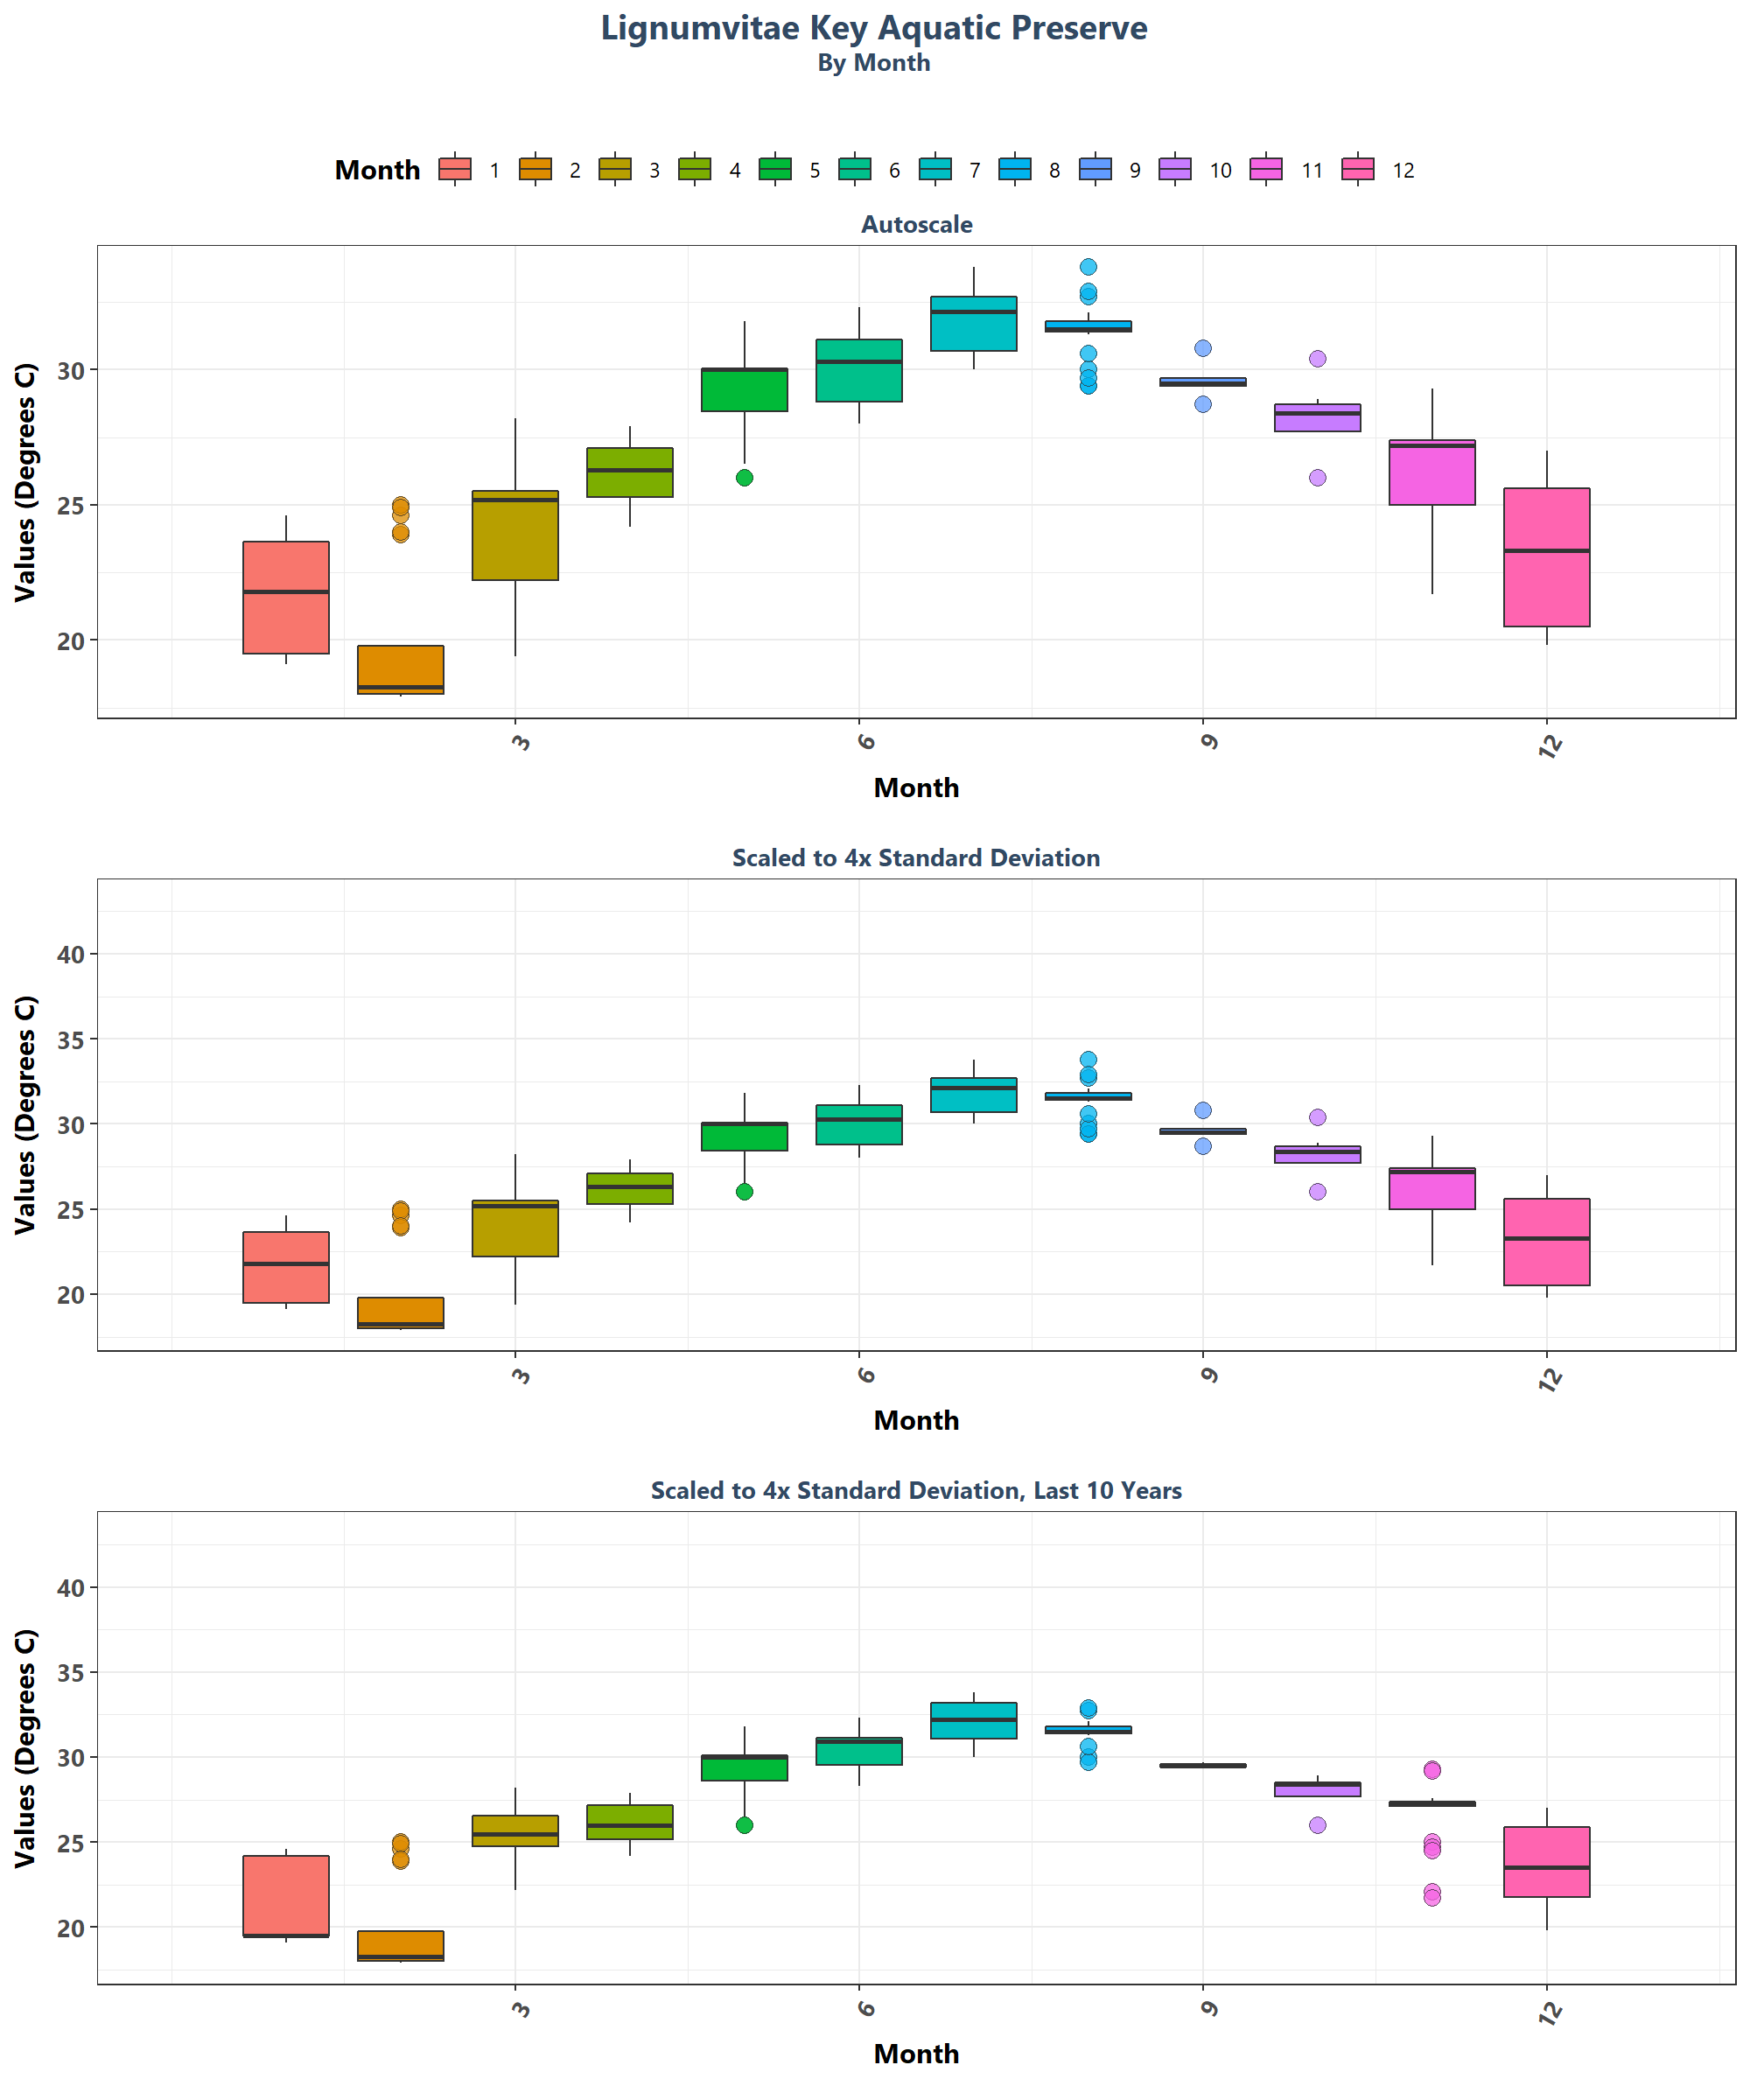 Lignumvitae Key Aquatic Preserve
By Month
Month 1 2 3 4 5 6 7 8 9 10 11 12
Autoscale
Values (Degrees C)
30
25
20
3 6 9 12
Month
Scaled to 4x Standard Deviation
Values (Degrees C)
40
35
30
25
20
3 6 9 12
Month
Scaled to 4x Standard Deviation, Last 10 Years
Values (Degrees C)
40
35
30
25
20
3 6 9 12
Month